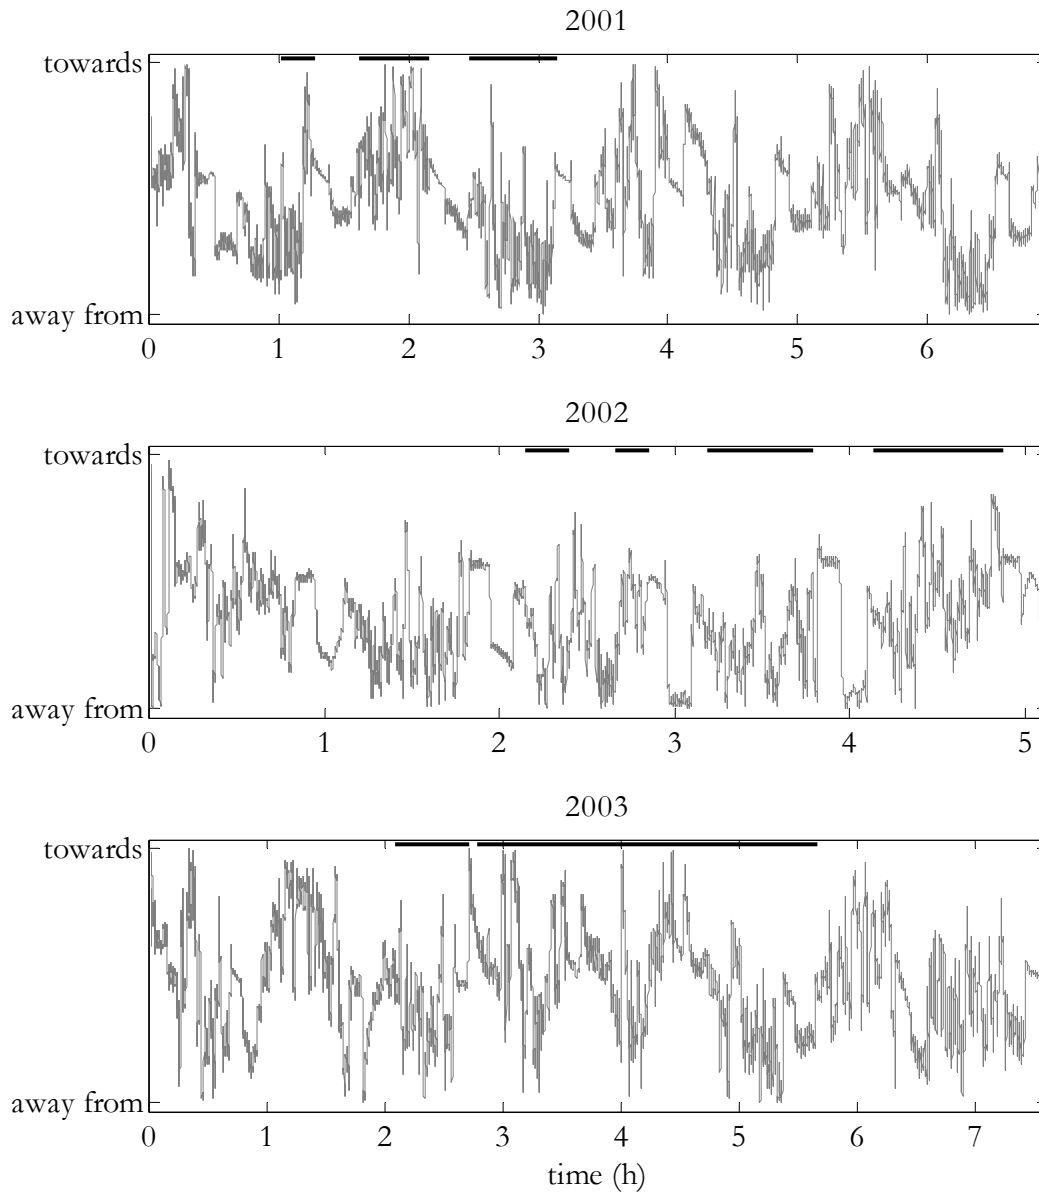 2001
towards
away from
0 1 2 3 4 5 6
2002
towards
away from
0 1 2 3 4 5
2003
towards
away from
0 1 2 3 4 5 6 7
time (h)